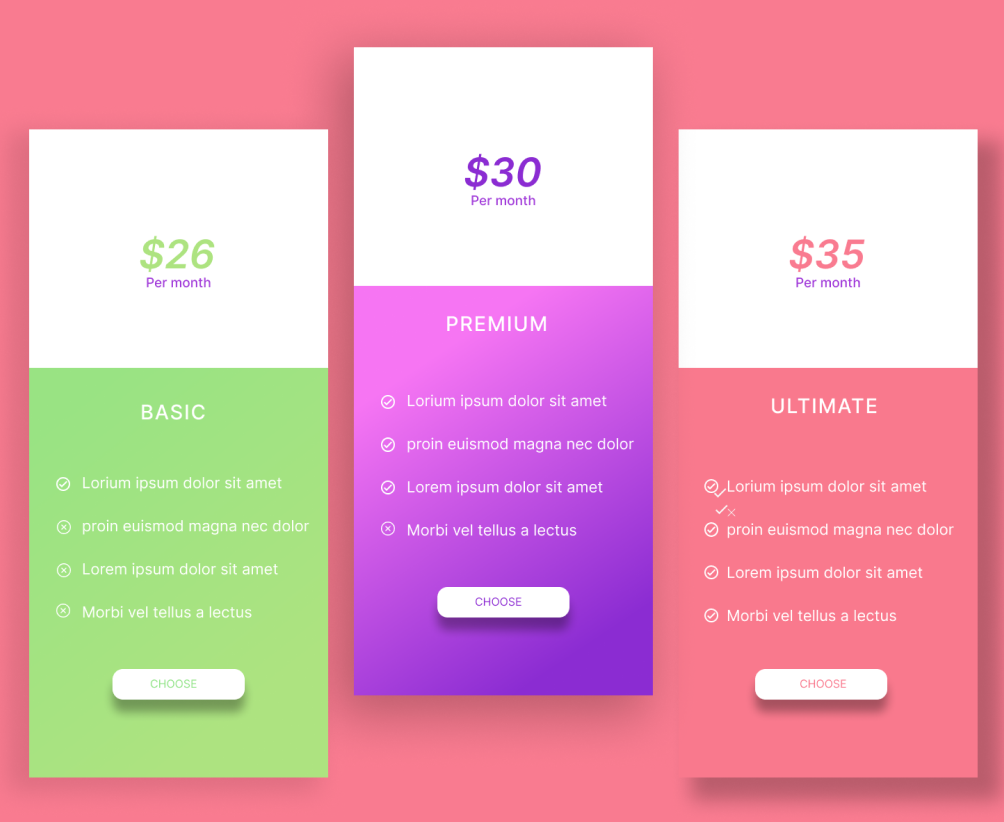 $26
Per month
BASIC
Lorium ipsum dolor sit amet
proin euismod magna nec dolor
Lorem ipsum dolor sit amet
Morbi vel tellus a lectus
CHOOSE
$30
Per month
PREMIUM
Lorium ipsum dolor sit amet
proin euismod magna nec dolor
Lorem ipsum dolor sit amet
Morbi vel tellus a lectus
CHOOSE
$35
Per month
ULTIMATE
Lorium ipsum dolor sit amet
proin euismod magna nec dolor
Lorem ipsum dolor sit amet
Morbi vel tellus a lectus
CHOOSE